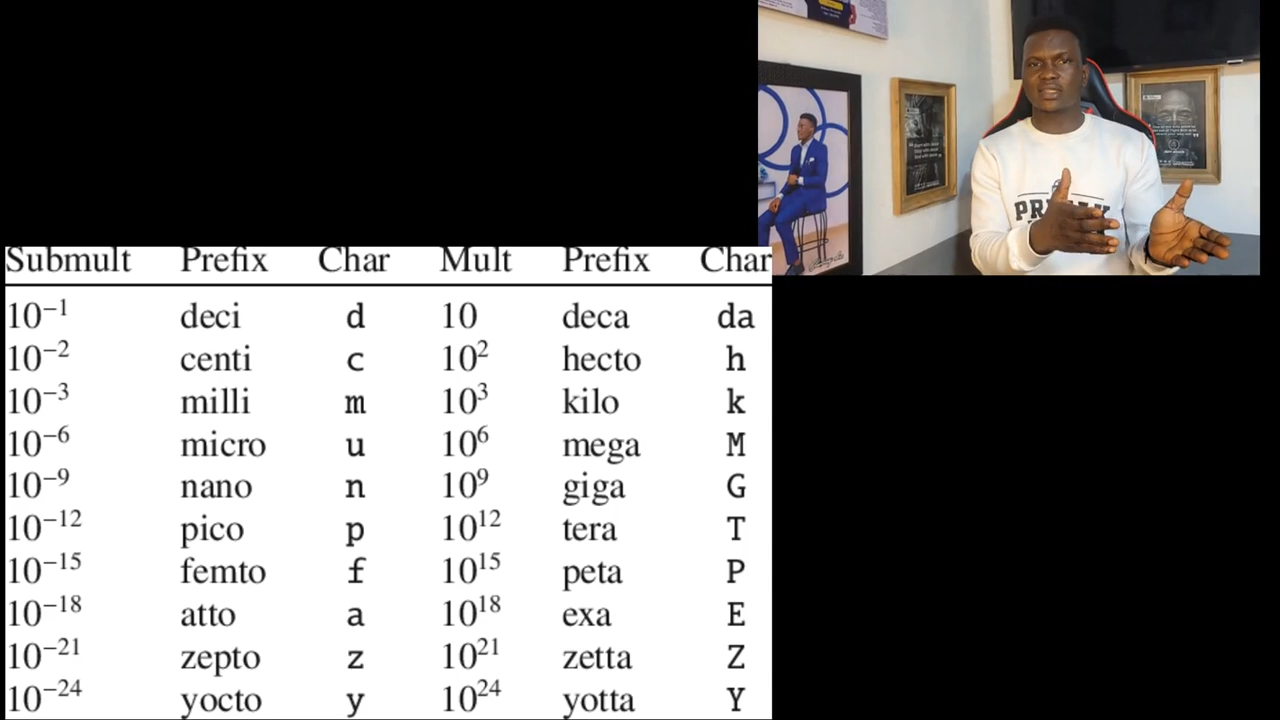 Submult Prefix Char Mult Prefix Char
10⁻¹ deci d 10 deca da
10⁻² centi c 10² hecto h
10⁻³ milli m 10³ kilo k
10⁻⁶ micro u 10⁶ mega M
10⁻⁹ nano n 10⁹ giga G
10⁻¹² pico p 10¹² tera T
10⁻¹⁵ femto f 10¹⁵ peta P
10⁻¹⁸ atto a 10¹⁸ exa E
10⁻²¹ zepto z 10²¹ zetta Z
10⁻²⁴ yocto y 10²⁴ yotta Y